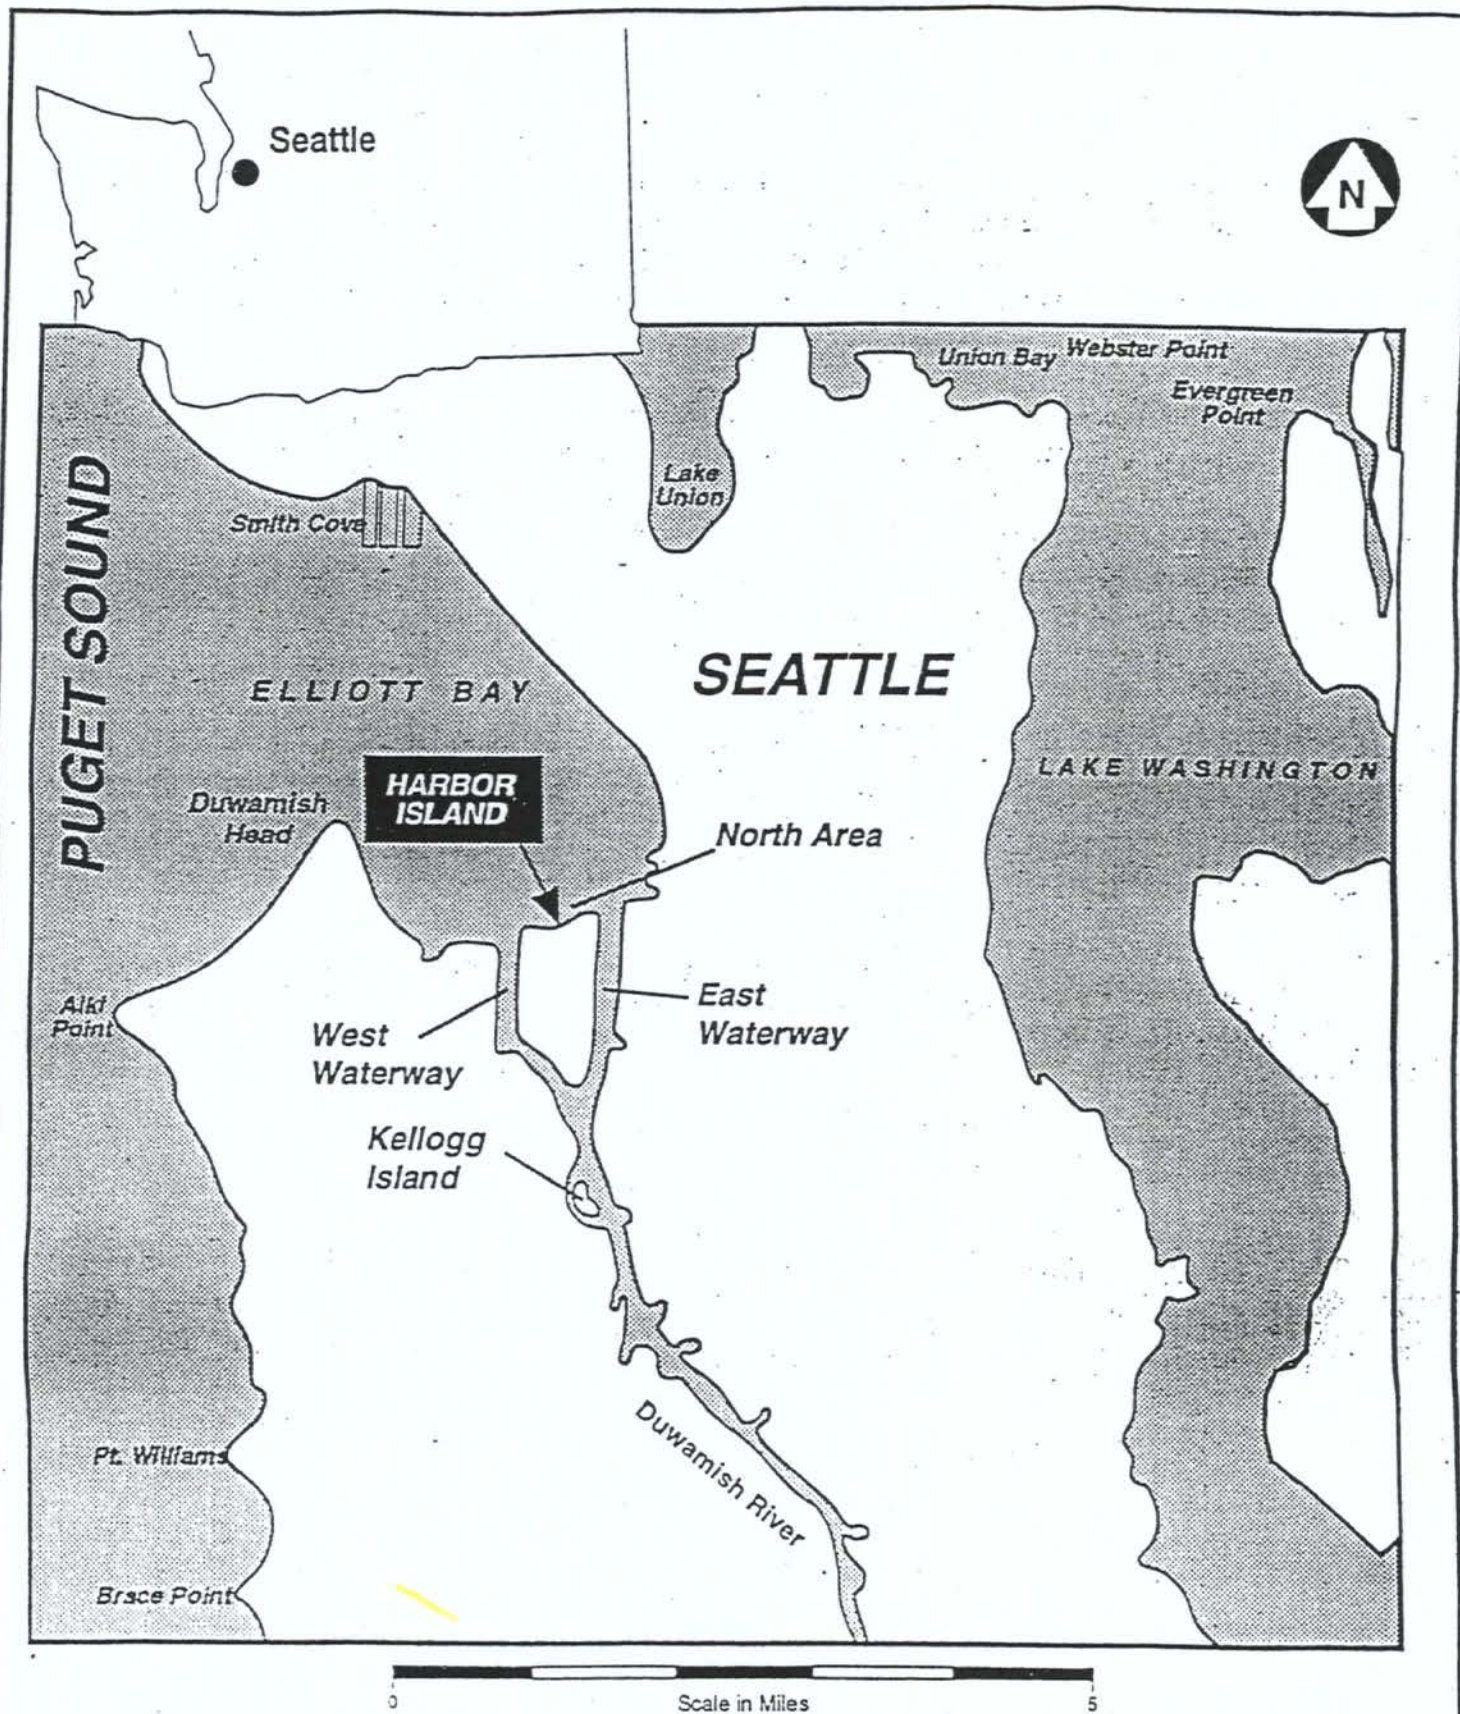 Seattle
N
Union Bay
Webster Point
Evergreen
Point
Lake
Union
Smith Cove
PUGET SOUND
SEATTLE
ELLIOTT BAY
HARBOR
ISLAND
LAKE WASHINGTON
Duwamish
Head
North Area
Alki
Point
West
Waterway
East
Waterway
Kellogg
Island
Duwamish River
Pt. Williams
Brace Point
0
Scale in Miles
5